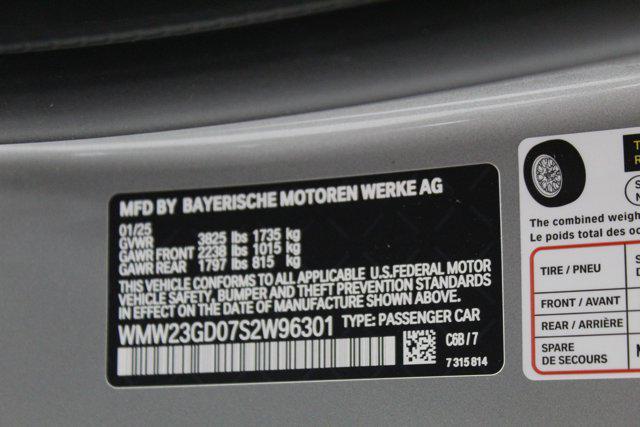 MFD BY BAYERISCHE MOTOREN WERKE AG
01/25
GVWR 3825 lbs 1735 kg
GAWR FRONT 2238 lbs 1015 kg
GAWR REAR 1797 lbs 815 kg
THIS VEHICLE CONFORMS TO ALL APPLICABLE U.S.FEDERAL MOTOR
VEHICLE SAFETY, BUMPER AND THEFT PREVENTION STANDARDS
IN EFFECT ON THE DATE OF MANUFACTURE SHOWN ABOVE.
WMW23GD07S2W96301 TYPE: PASSENGER CAR
C6B / 7
7 315 814
The combined weigh
Le poids total des oc
TIRE / PNEU
FRONT / AVANT
REAR / ARRIÈRE
SPARE
DE SECOURS